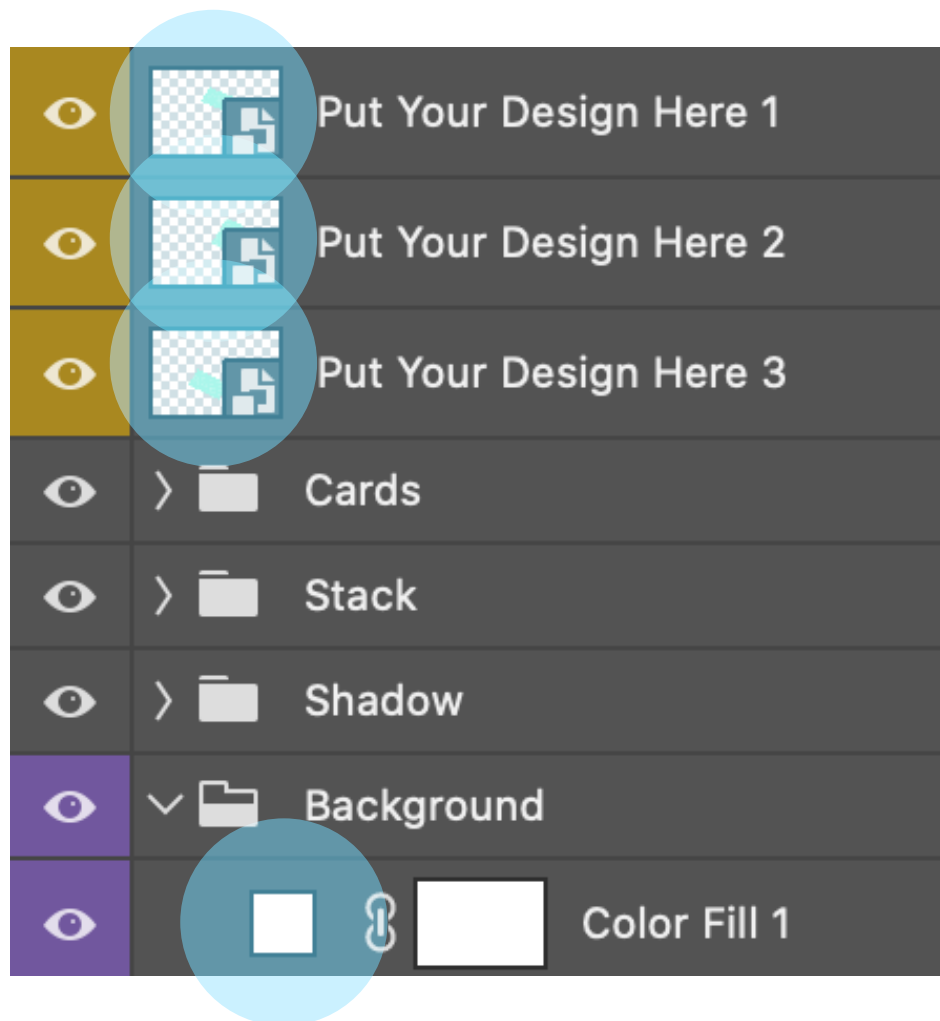 Put Your Design Here 1
Put Your Design Here 2
Put Your Design Here 3
Cards
Stack
Shadow
Background
Color Fill 1